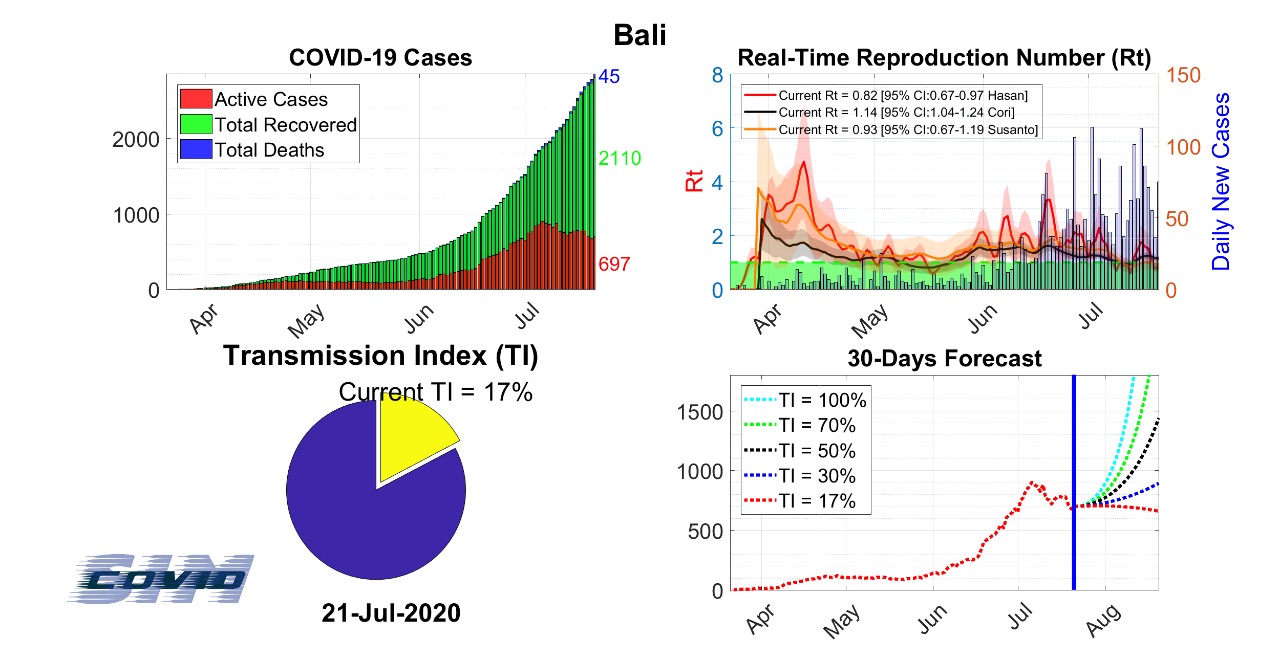 Bali
COVID-19 Cases
Active Cases
Total Recovered
Total Deaths
2000
1000
0
Apr
May
Jun
Jul
45
2110
697
Real-Time Reproduction Number (Rt)
Current Rt = 0.82 [95% CI:0.67-0.97 Hasan]
Current Rt = 1.14 [95% CI:1.04-1.24 Cori]
Current Rt = 0.93 [95% CI:0.67-1.19 Susanto]
Rt
8
6
4
2
0
150
100
50
0
Daily New Cases
Apr
May
Jun
Jul
Transmission Index (TI)
Current TI = 17%
SIN
COVID
21-Jul-2020
30-Days Forecast
TI = 100%
TI = 70%
TI = 50%
TI = 30%
TI = 17%
1500
1000
500
0
Apr
May
Jun
Jul
Aug